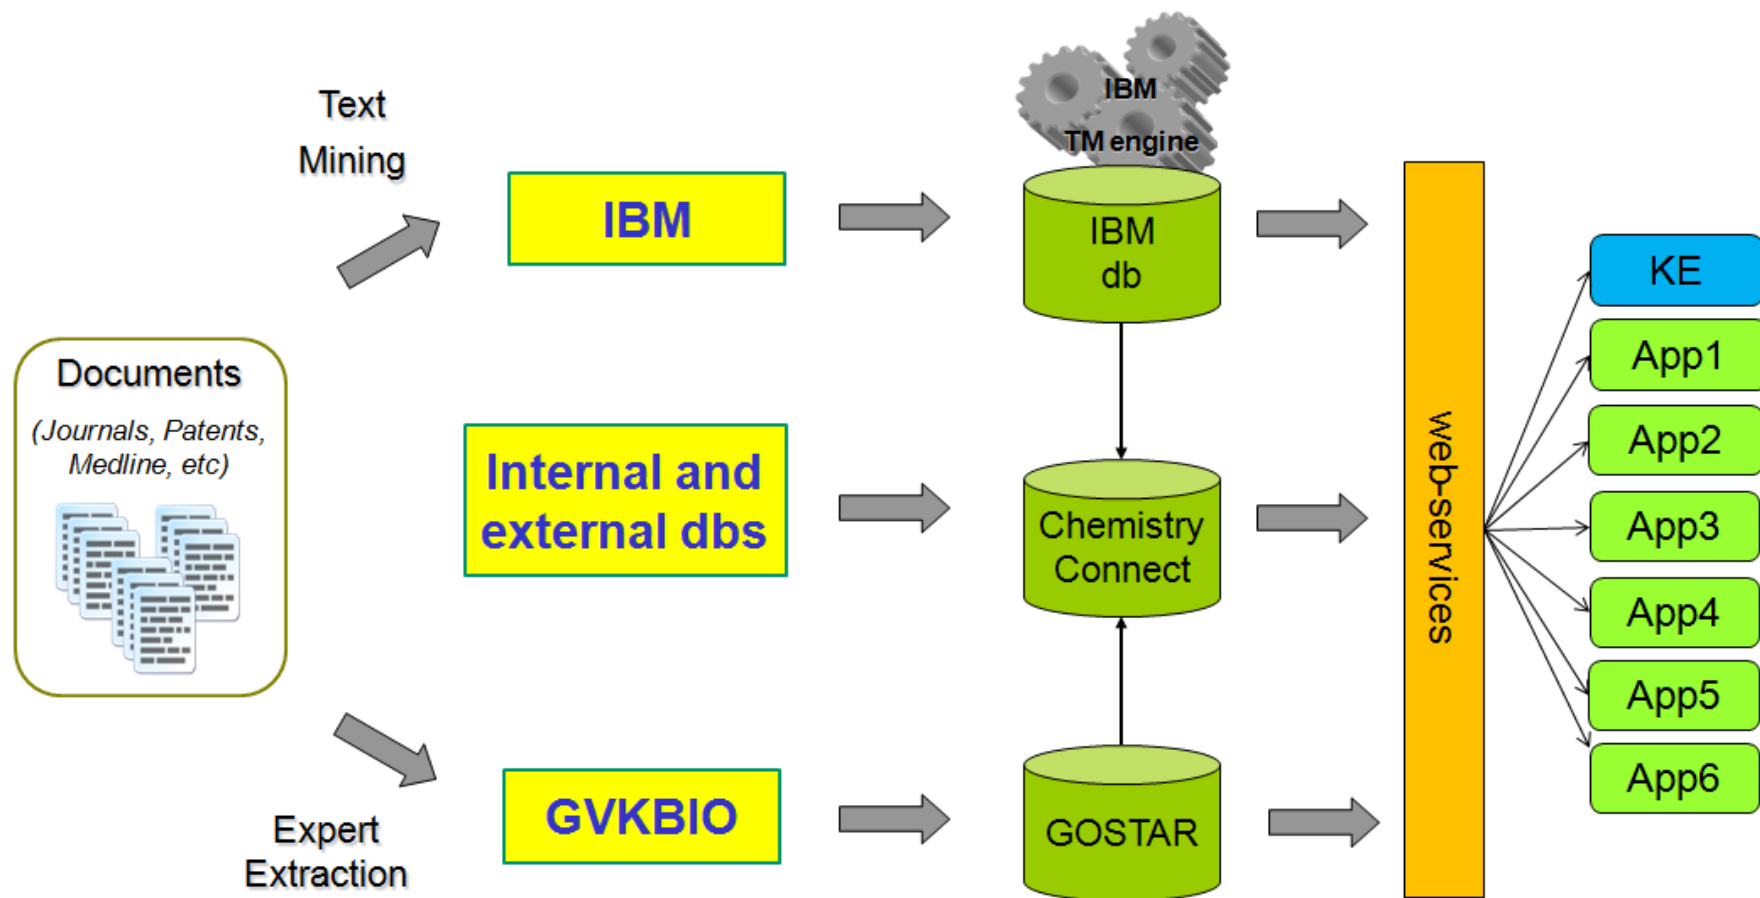 Text
Mining
IBM
IBM
TM engine
IBM
db
Documents
(Journals, Patents,
Medline, etc)
Internal and
external dbs
Chemistry
Connect
Expert
Extraction
GVKBIO
GOSTAR
web-services
KE
App1
App2
App3
App4
App5
App6